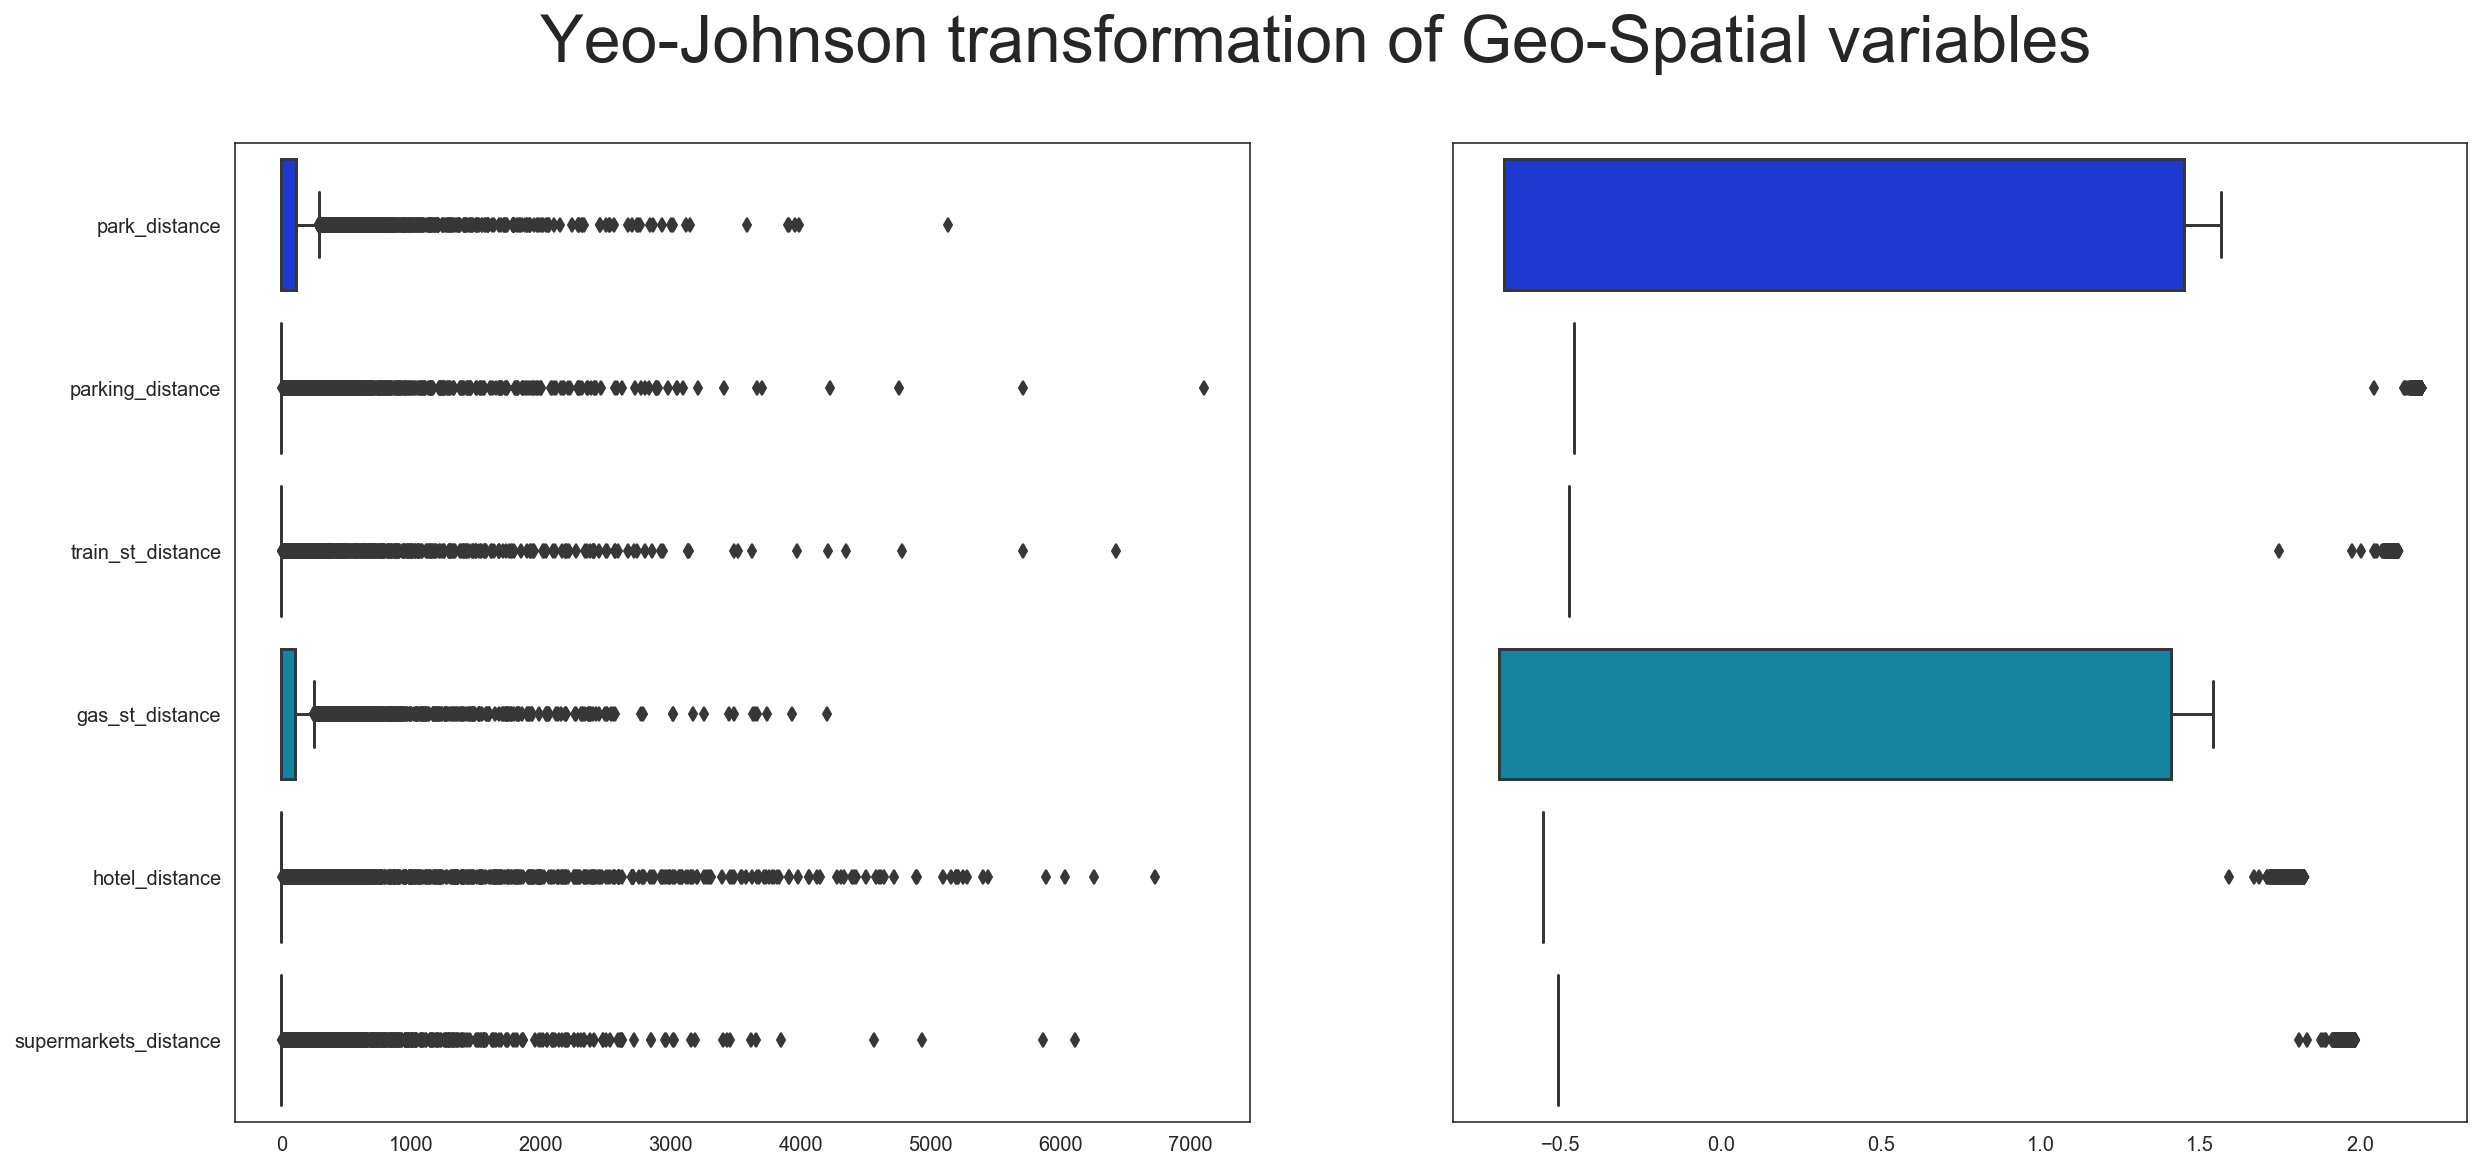 Yeo-Johnson transformation of Geo-Spatial variables
park_distance
parking_distance
train_st_distance
gas_st_distance
hotel_distance
supermarkets_distance
0 1000 2000 3000 4000 5000 6000 7000
−0.5 0.0 0.5 1.0 1.5 2.0